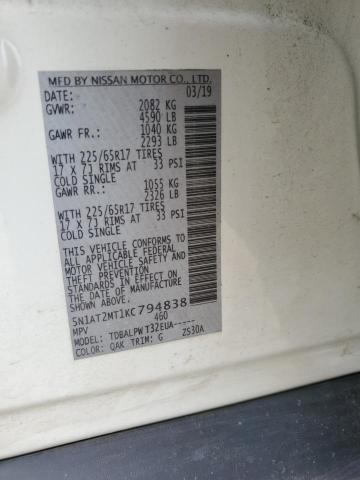 MFD BY NISSAN MOTOR CO., LTD.
DATE: 03/19
GVWR: 2082 KG
4590 LB
GAWR FR.: 1040 KG
2293 LB
WITH 225/65R17 TIRES
17 X 7J RIMS AT 33 PSI
COLD SINGLE
GAWR RR.: 1055 KG
2326 LB
WITH 225/65R17 TIRES
17 X 7J RIMS AT 33 PSI
COLD SINGLE
THIS VEHICLE CONFORMS TO
ALL APPLICABLE FEDERAL
MOTOR VEHICLE SAFETY AND
THEFT PREVENTION
STANDARDS IN EFFECT ON
THE DATE OF MANUFACTURE
SHOWN ABOVE.
5N1AT2MT1KC794838
MPV 460
MODEL: TDBALPWT32EUA-----
COLOR: QAK TRIM: G ZS30A